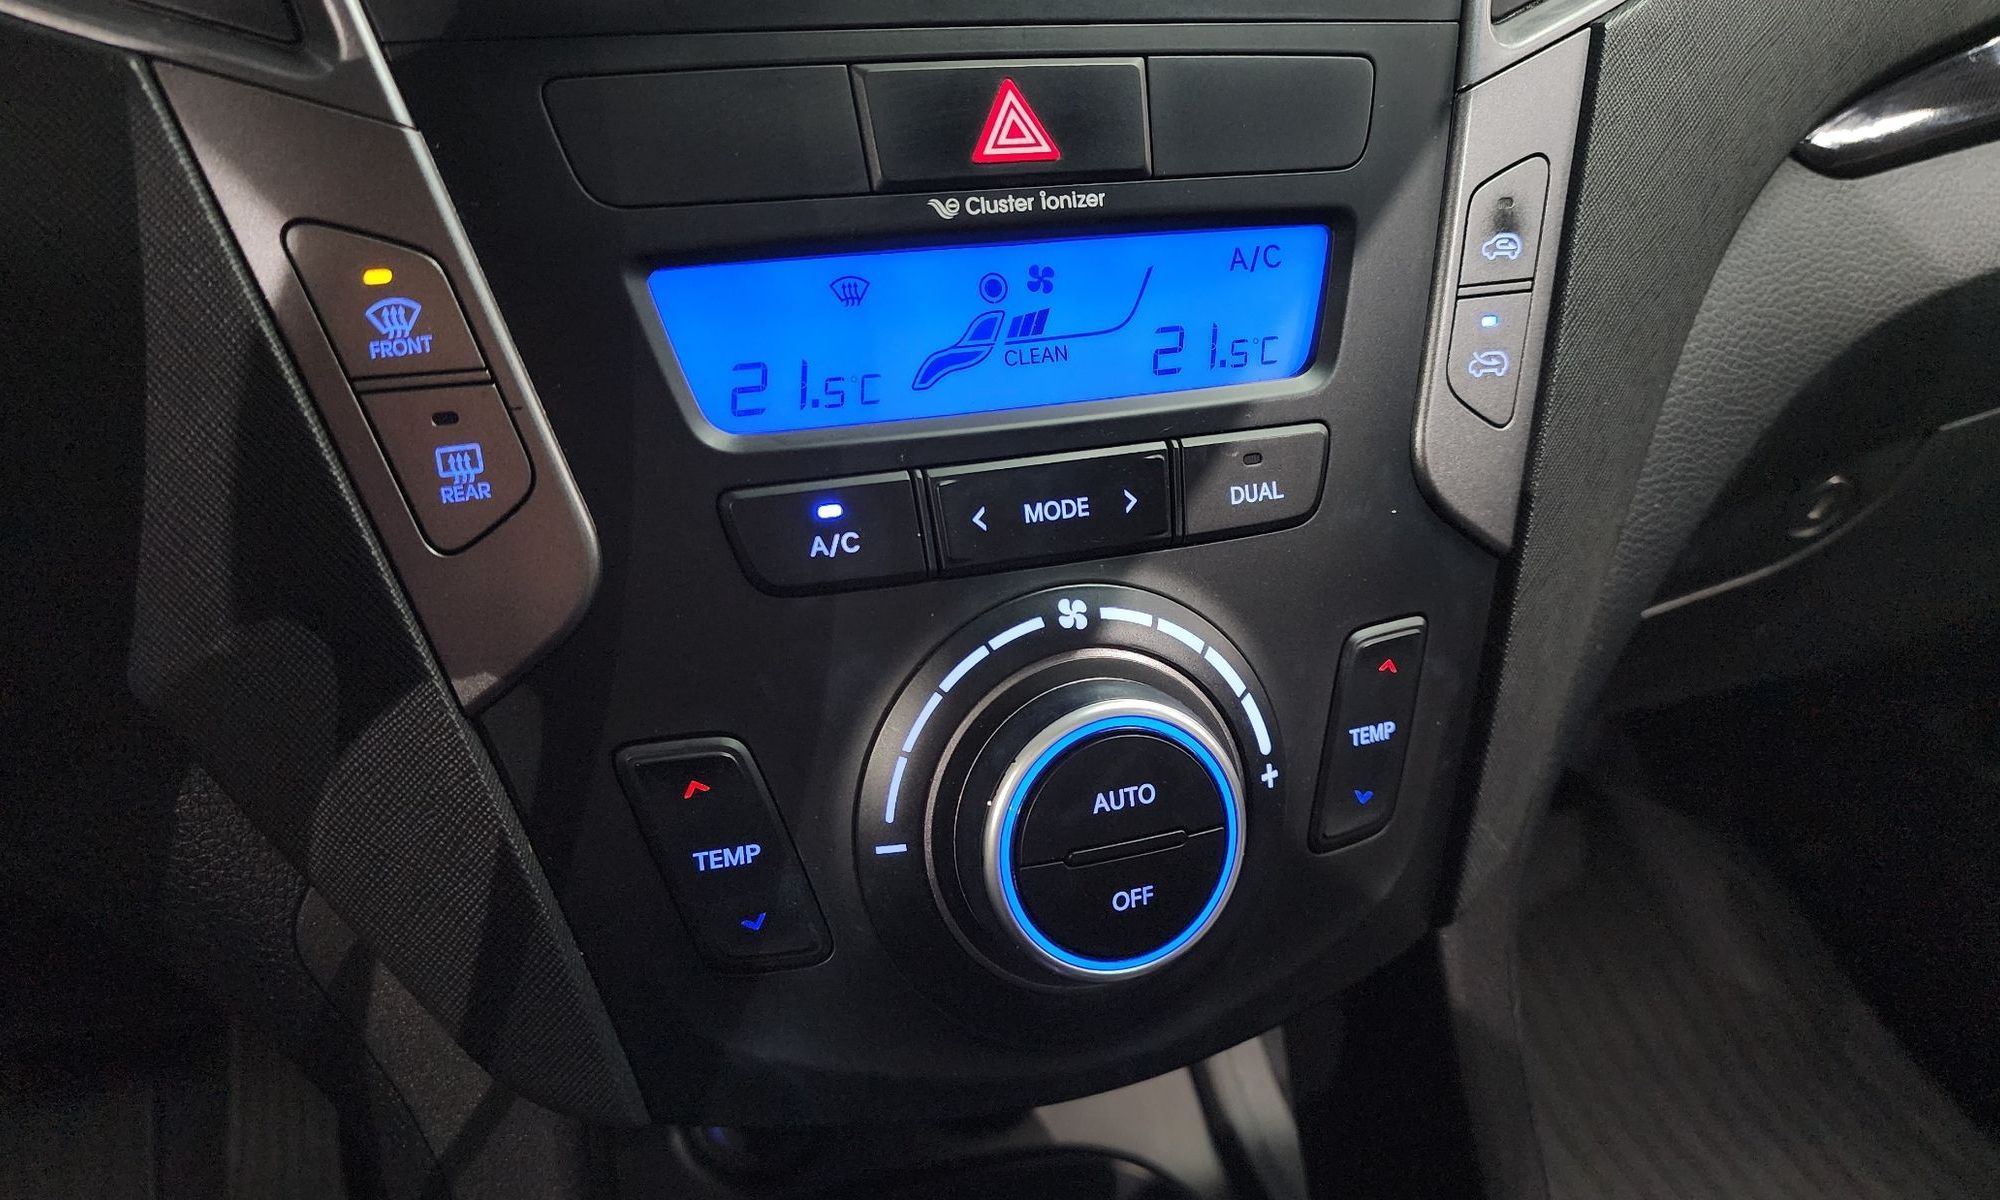 Cluster ionizer
FRONT
REAR
A/C
21.5°C
CLEAN
21.5°C
A/C
< MODE >
DUAL
TEMP
AUTO
OFF
TEMP
−
+